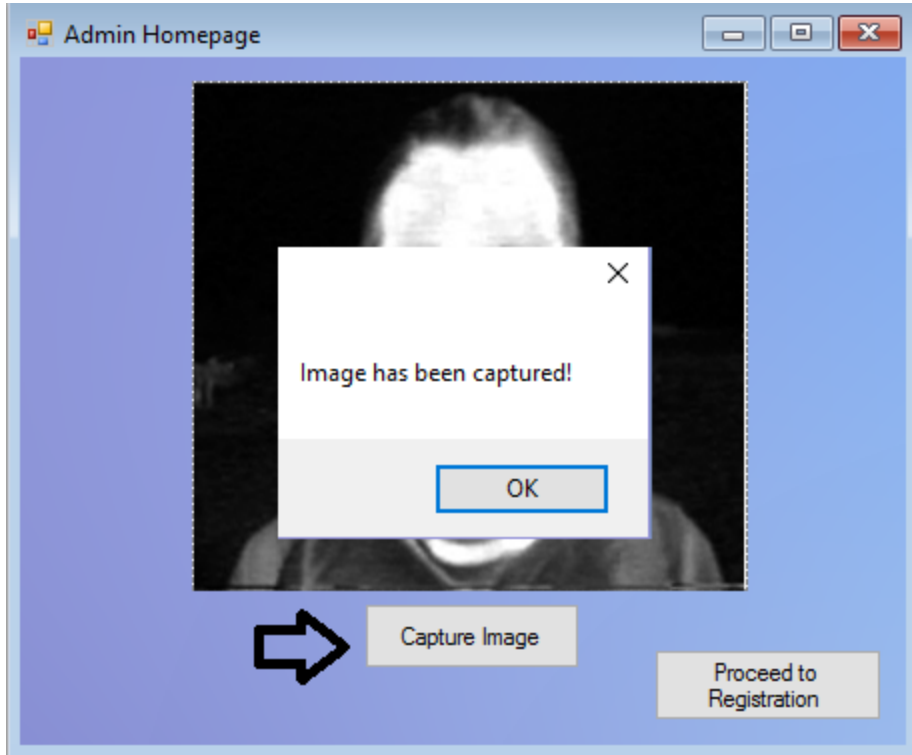 Admin Homepage
Image has been captured!
OK
Capture Image
Proceed to
Registration